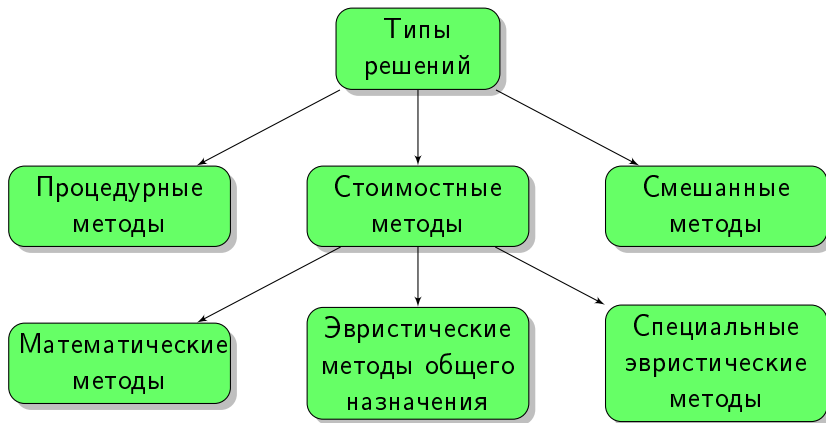 Типы
решений
Процедурные
методы
Стоимостные
методы
Смешанные
методы
Математические
методы
Эвристические
методы общего
назначения
Специальные
эвристические
методы